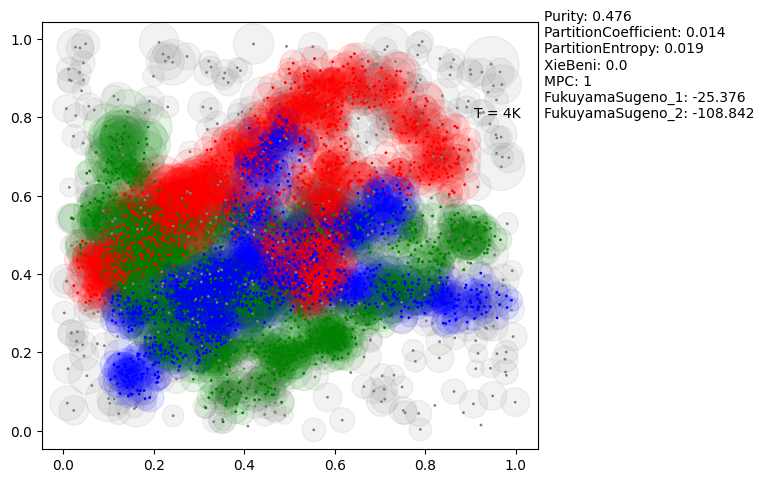 Purity: 0.476
PartitionCoefficient: 0.014
PartitionEntropy: 0.019
XieBeni: 0.0
MPC: 1
FukuyamaSugeno_1: -25.376
FukuyamaSugeno_2: -108.842
T = 4K
1.0
0.8
0.6
0.4
0.2
0.0
0.0 0.2 0.4 0.6 0.8 1.0